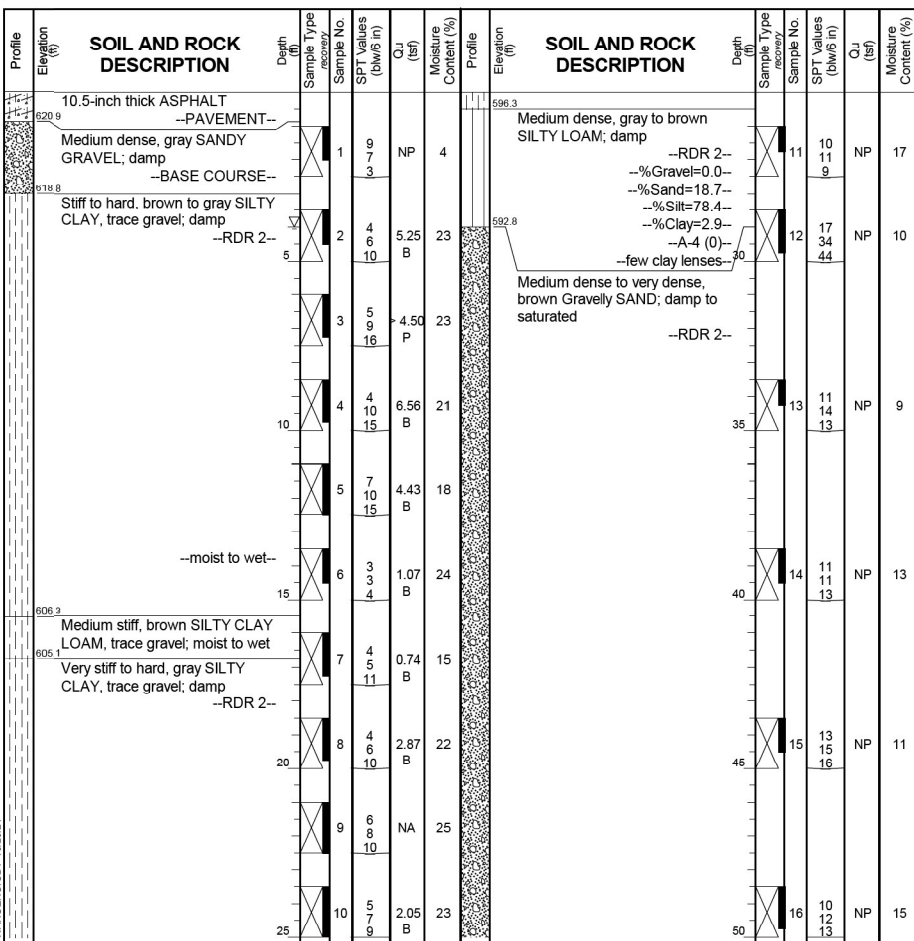 Profile
Elevation (ft)
SOIL AND ROCK
DESCRIPTION
Depth (ft)
Sample Type
recovery
Sample No.
SPT Values
(blw/6 in)
Qu
(tsf)
Moisture
Content (%)
10.5-inch thick ASPHALT
--PAVEMENT--
620.9
Medium dense, gray SANDY
GRAVEL; damp
--BASE COURSE--
1
9
7
3
NP
4
618.8
Stiff to hard, brown to gray SILTY
CLAY, trace gravel; damp
--RDR 2--
5
2
4
6
10
5.25
B
23
3
5
9
16
> 4.50
P
23
10
4
4
10
15
6.56
B
21
5
7
10
15
4.43
B
18
--moist to wet--
15
6
3
3
4
1.07
B
24
606.3
Medium stiff, brown SILTY CLAY
LOAM, trace gravel; moist to wet
605.1
7
4
5
11
0.74
B
15
Very stiff to hard, gray SILTY
CLAY, trace gravel; damp
--RDR 2--
20
8
4
6
10
2.87
B
22
9
6
8
10
NA
25
25
10
5
7
9
2.05
B
23
Profile
Elevation
(ft)
SOIL AND ROCK
DESCRIPTION
Depth
(ft)
Sample Type
recovery
Sample No.
SPT Values
(blw/6 in)
Qu
(tsf)
Moisture
Content (%)
596.3
Medium dense, gray to brown
SILTY LOAM; damp
--RDR 2--
--%Gravel=0.0--
--%Sand=18.7--
--%Silt=78.4--
--%Clay=2.9--
--A-4 (0)--
--few clay lenses--
11
10
11
9
NP
17
592.8
30
12
17
34
44
NP
10
Medium dense to very dense,
brown Gravelly SAND; damp to
saturated
--RDR 2--
35
13
11
14
13
NP
9
40
14
11
11
13
NP
13
45
15
13
15
16
NP
11
50
16
10
12
13
NP
15